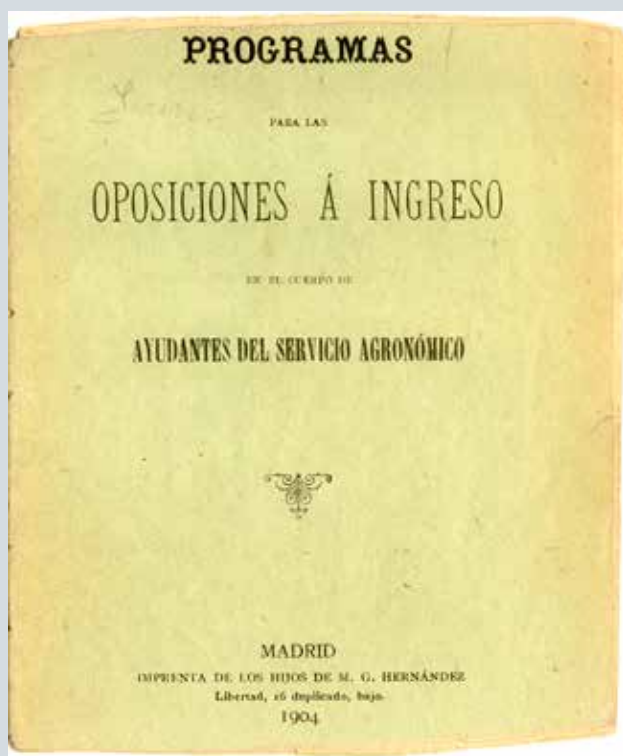 PROGRAMAS
PARA LAS
OPOSICIONES Á INGRESO
EN EL CUERPO DE
AYUDANTES DEL SERVICIO AGRONÓMICO
MADRID
IMPRENTA DE LOS HIJOS DE M. G. HERNÁNDEZ
Libertad, 16 duplicado, bajo.
1904